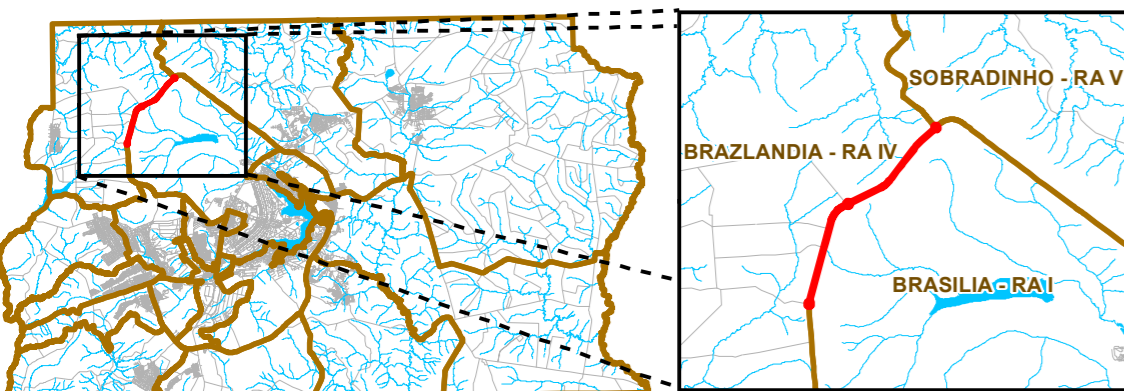 SOBRADINHO - RA V
BRAZLANDIA - RA IV
BRASILIA - RA I